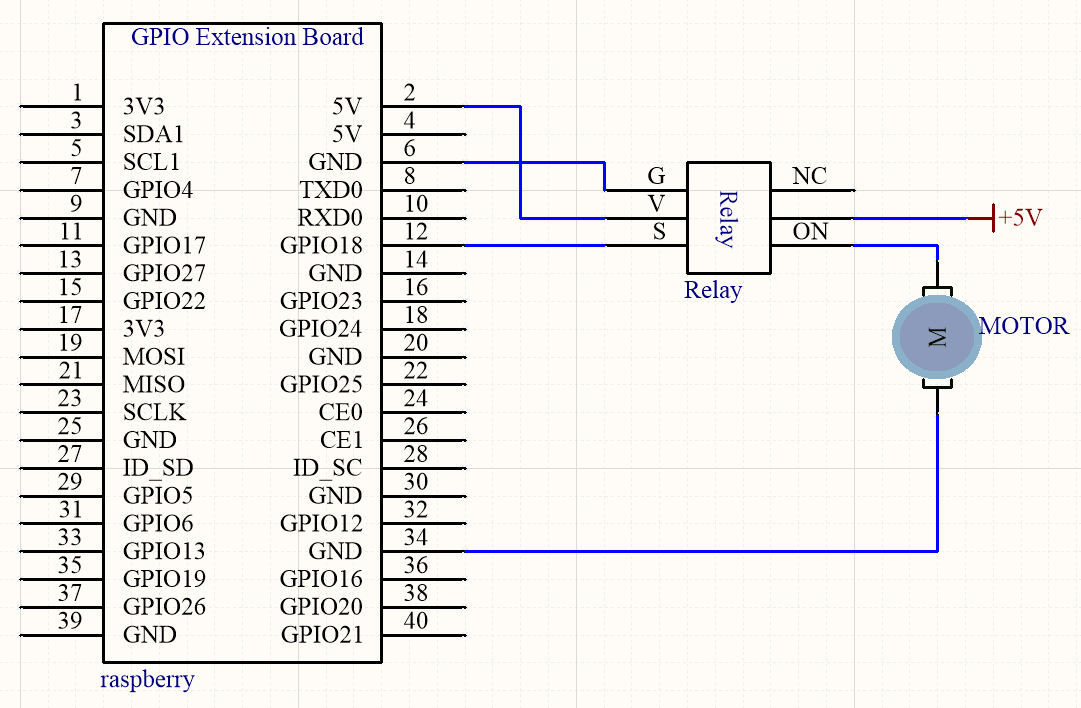 GPIO Extension Board
1 3V3 5V 2
3 SDA1 5V 4
5 SCL1 GND 6
7 GPIO4 TXD0 8
9 GND RXD0 10
11 GPIO17 GPIO18 12
13 GPIO27 GND 14
15 GPIO22 GPIO23 16
17 3V3 GPIO24 18
19 MOSI GND 20
21 MISO GPIO25 22
23 SCLK CE0 24
25 GND CE1 26
27 ID_SD ID_SC 28
29 GPIO5 GND 30
31 GPIO6 GPIO12 32
33 GPIO13 GND 34
35 GPIO19 GPIO16 36
37 GPIO26 GPIO20 38
39 GND GPIO21 40
raspberry
G NC
V +5V
S ON
Relay
Relay
M
MOTOR